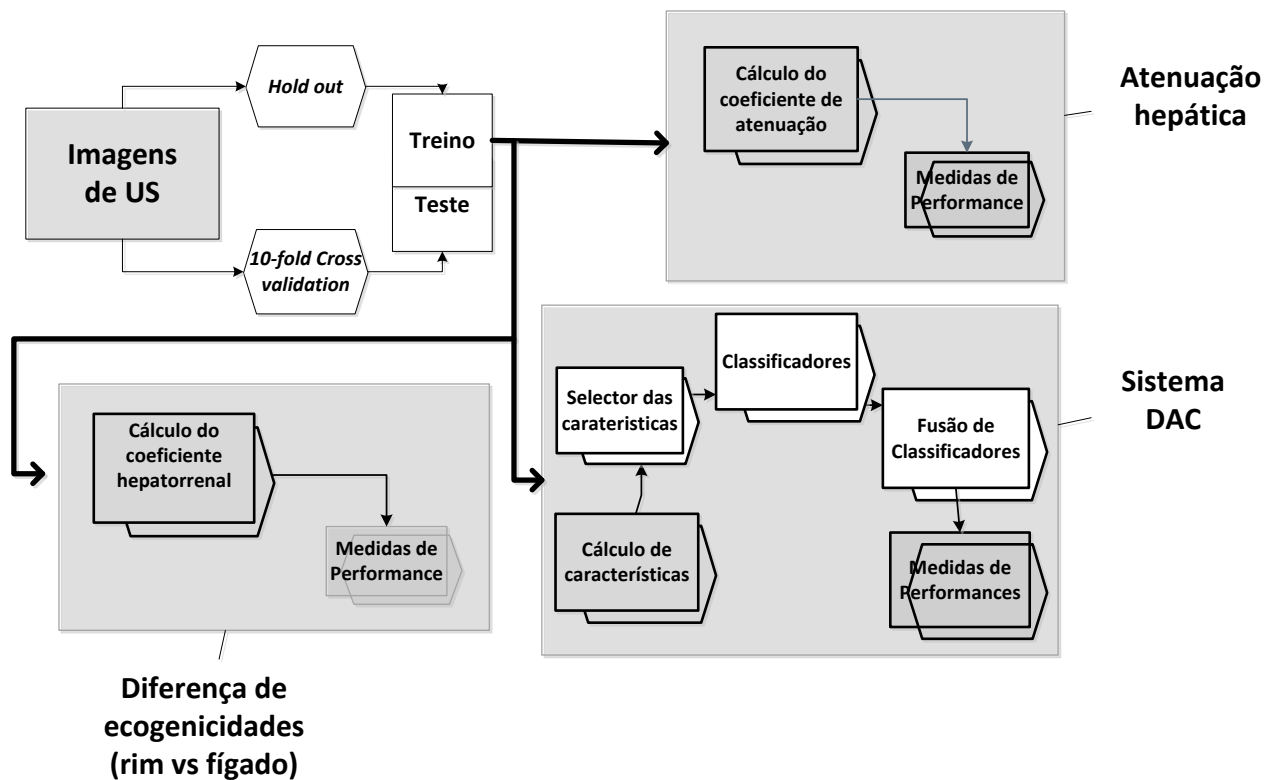 Imagens
de US
Hold out
10-fold Cross
validation
Treino
Teste
Cálculo do
coeficiente de
atenuação
Medidas de
Performance
Atenuação
hepática
Cálculo do
coeficiente
hepatorrenal
Medidas de
Performance
Diferença de
ecogenicidades
(rim vs fígado)
Cálculo de
características
Selector das
carateristicas
Classificadores
Fusão de
Classificadores
Medidas de
Performances
Sistema
DAC